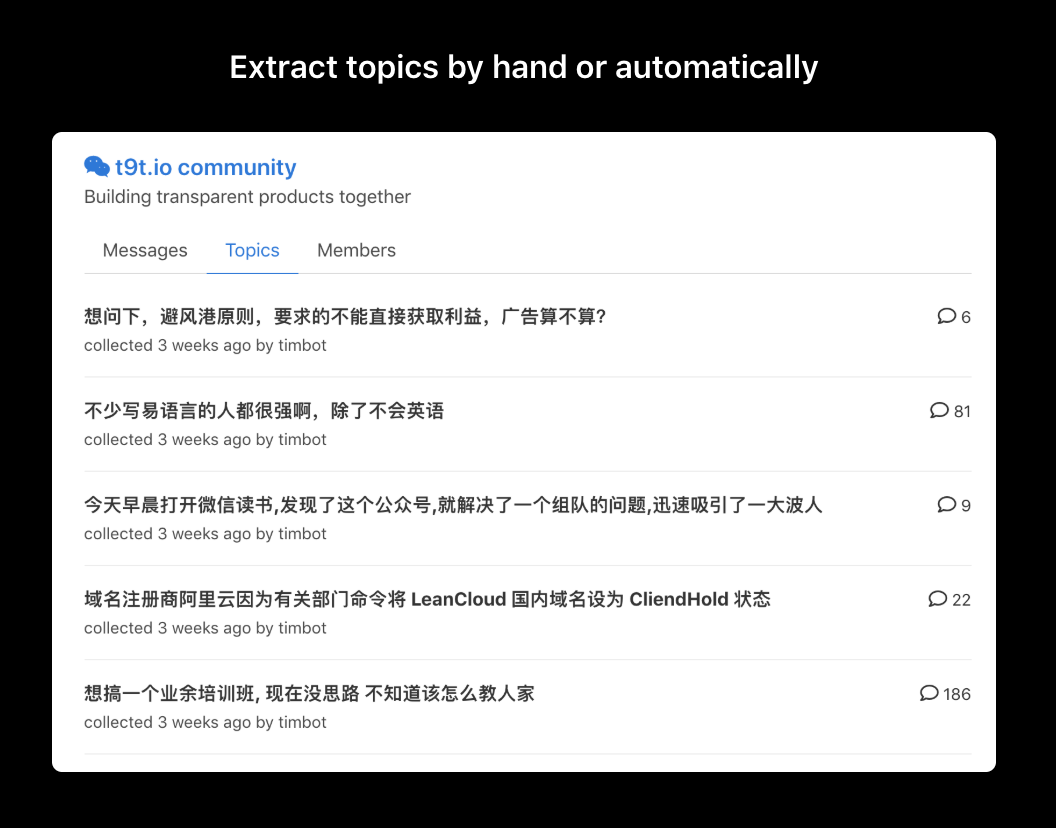 Extract topics by hand or automatically
t9t.io community
Building transparent products together
Messages Topics Members
想问下，避风港原则，要求的不能直接获取利益，广告算不算? 6
collected 3 weeks ago by timbot
不少写易语言的人都很强啊，除了不会英语 81
collected 3 weeks ago by timbot
今天早晨打开微信读书,发现了这个公众号,就解决了一个组队的问题,迅速吸引了一大波人 9
collected 3 weeks ago by timbot
域名注册商阿里云因为有关部门命令将 LeanCloud 国内域名设为 CliendHold 状态 22
collected 3 weeks ago by timbot
想搞一个业余培训班, 现在没思路 不知道该怎么教人家 186
collected 3 weeks ago by timbot